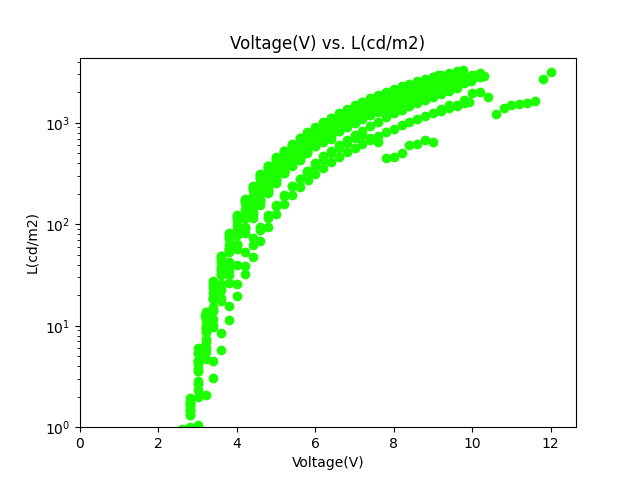 Voltage(V) vs. L(cd/m2)
L(cd/m2)
10³
10²
10¹
10⁰
0 2 4 6 8 10 12
Voltage(V)